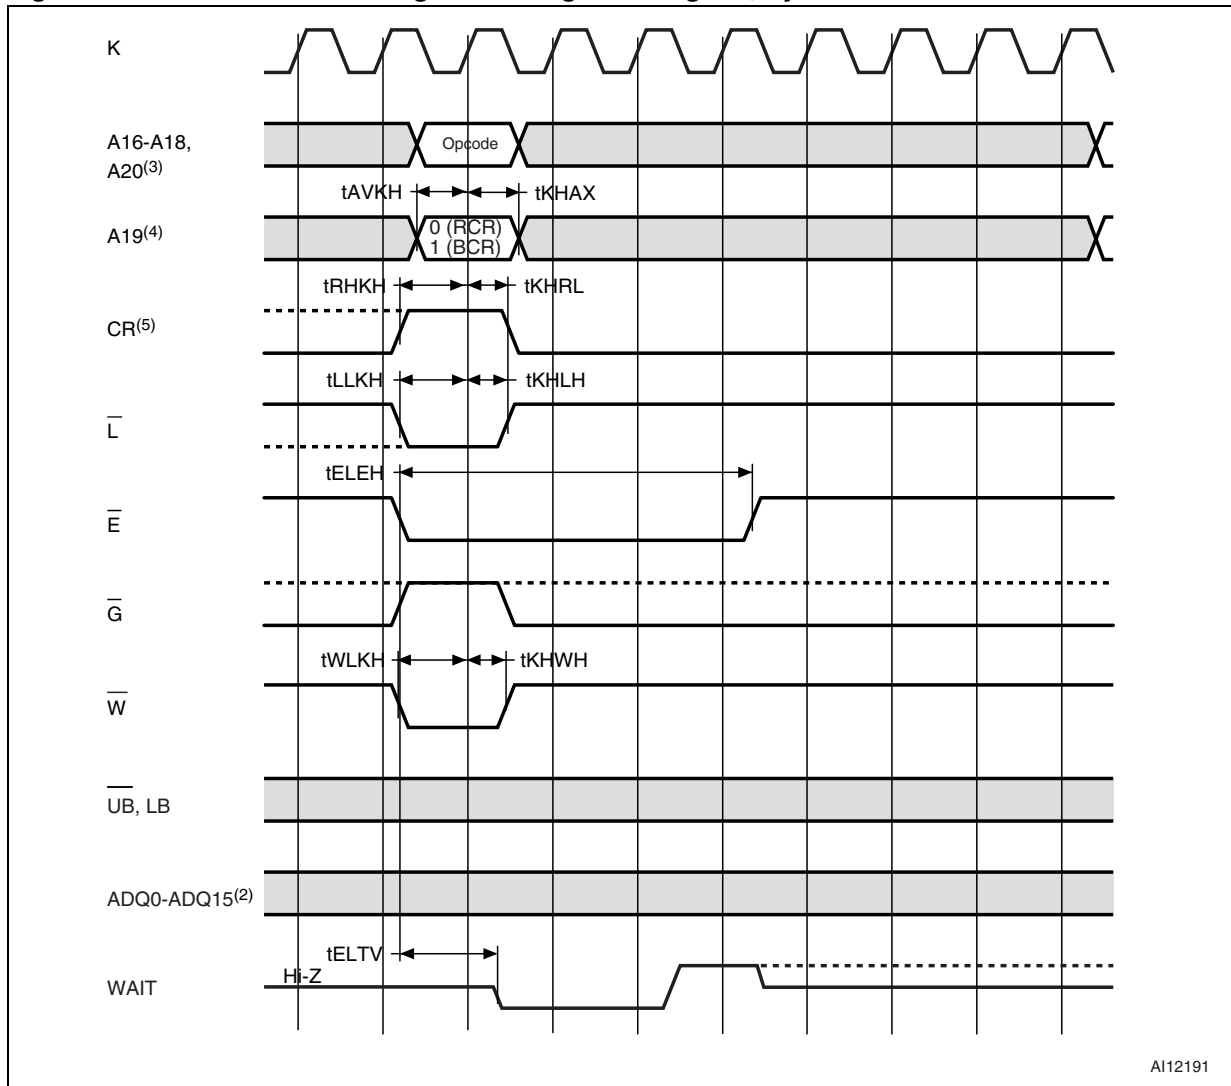 K
A16-A18,
A20(3)
Opcode
tAVKH
tKHAX
A19(4)
0 (RCR)
1 (BCR)
tRHKH
tKHRL
CR(5)
tLLKH
tKHLH
L
tELEH
E
G
tWLKH
tKHWH
W
UB, LB
ADQ0-ADQ15(2)
tELTV
Hi-Z
WAIT
AI12191